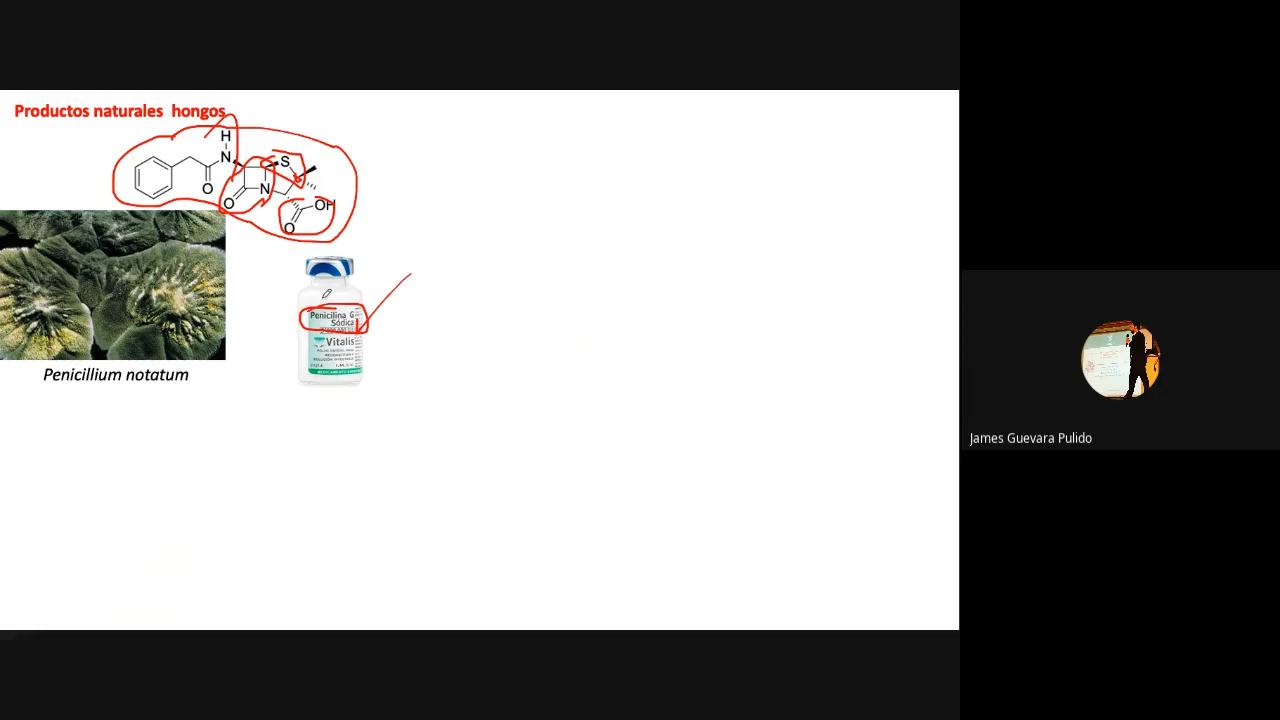 Productos naturales hongos
H
N
S
O
N
O
OH
O
Penicilina G
Sódica
Vitalis
Penicillium notatum
James Guevara Pulido